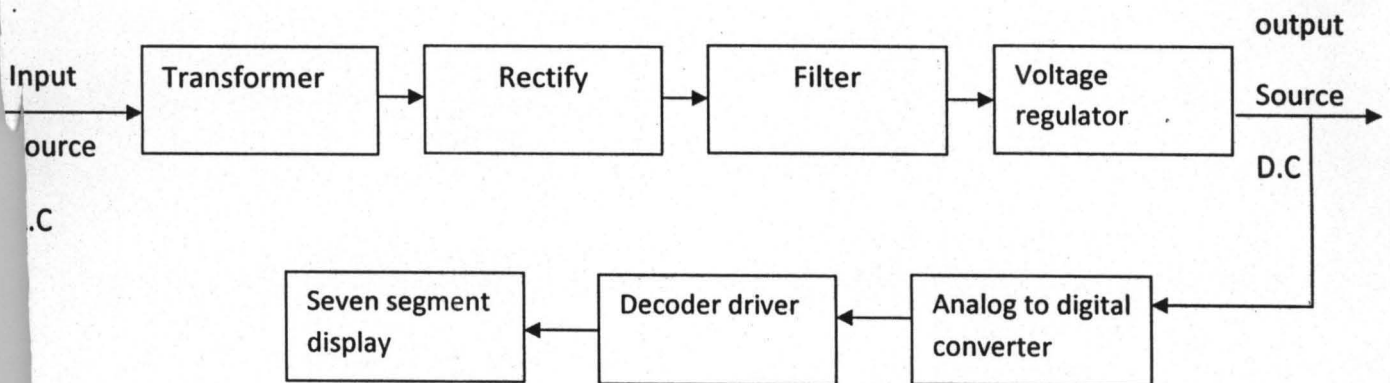 output
Input
Transformer
Rectify
Filter
Voltage
regulator
Source
ource
D.C
.C
Seven segment
display
Decoder driver
Analog to digital
converter